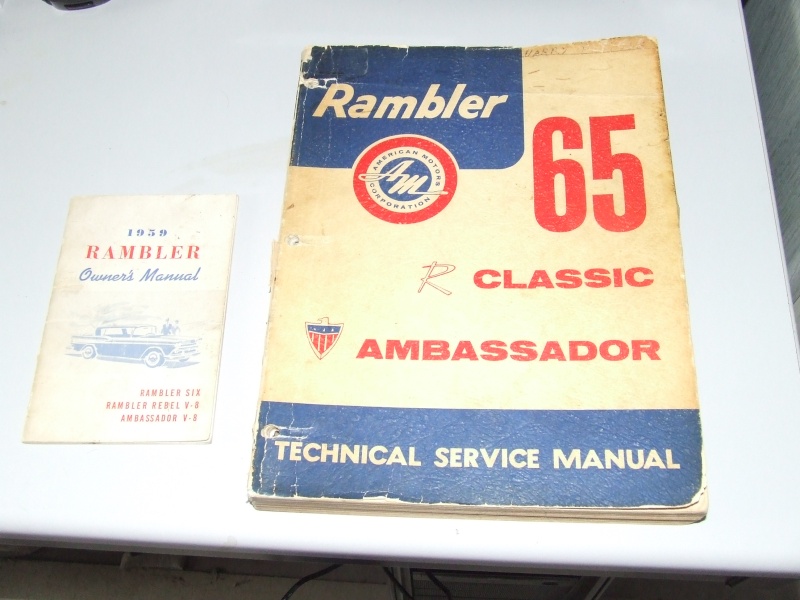 1959
RAMBLER
Owner's Manual
RAMBLER SIX
RAMBLER REBEL V-8
AMBASSADOR V-8
Rambler
AMERICAN MOTORS
AM
CORPORATION
65
R CLASSIC
AMBASSADOR
TECHNICAL SERVICE MANUAL